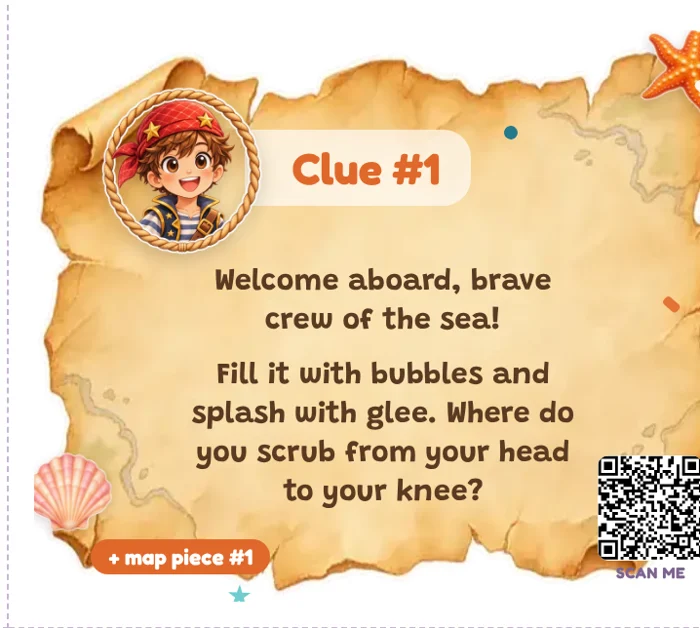 Clue #1
Welcome aboard, brave
crew of the sea!
Fill it with bubbles and
splash with glee. Where do
you scrub from your head
to your knee?
+ map piece #1
SCAN ME